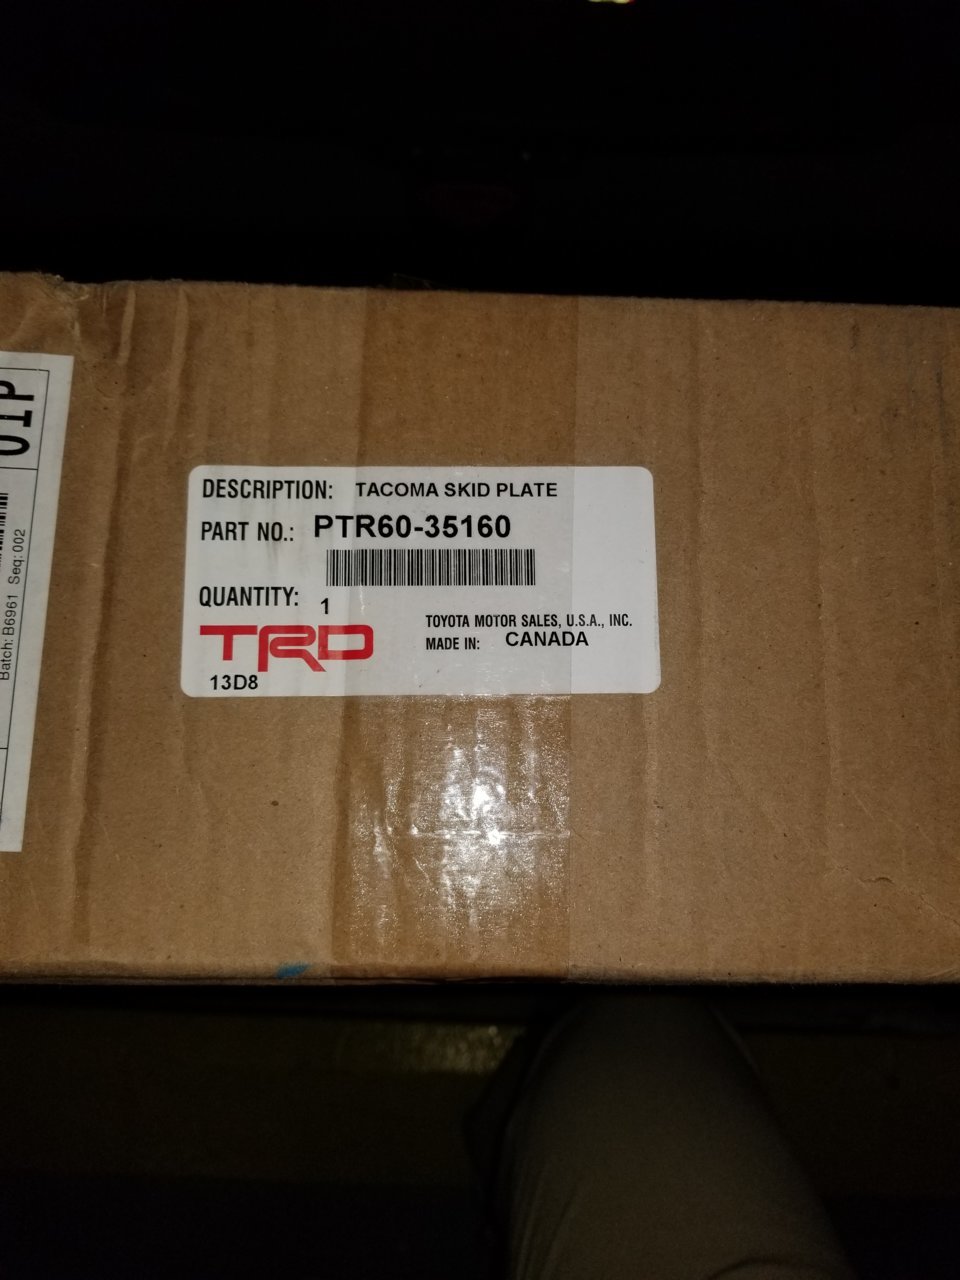 DESCRIPTION: TACOMA SKID PLATE
PART NO.: PTR60-35160
QUANTITY: 1
TRD
TOYOTA MOTOR SALES, U.S.A., INC.
MADE IN: CANADA
13D8
Batch: B6961 Seq: 002